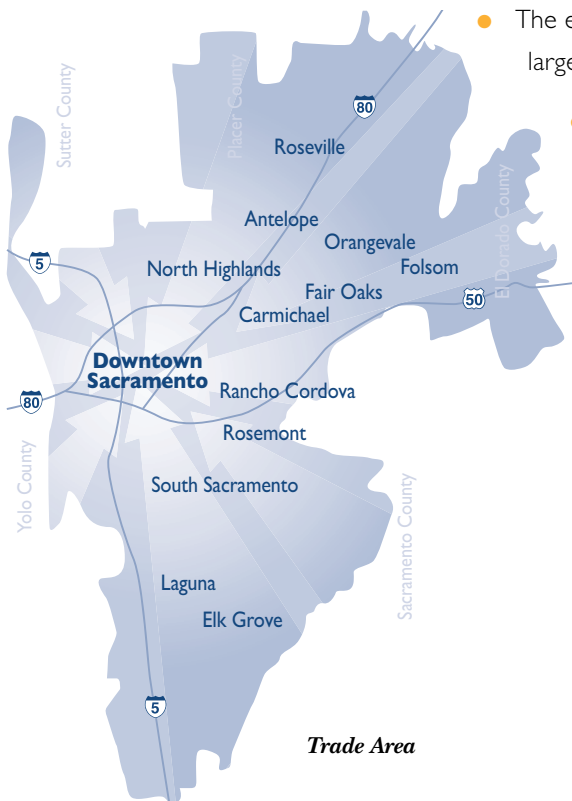 The e
large
Sutter County
Placer County
80
Roseville
Antelope
Orangevale
El Dorado County
5
North Highlands
Folsom
Fair Oaks
50
Carmichael
Downtown
Sacramento
80
Rancho Cordova
Rosemont
Yolo County
South Sacramento
Sacramento County
Laguna
Elk Grove
5
Trade Area